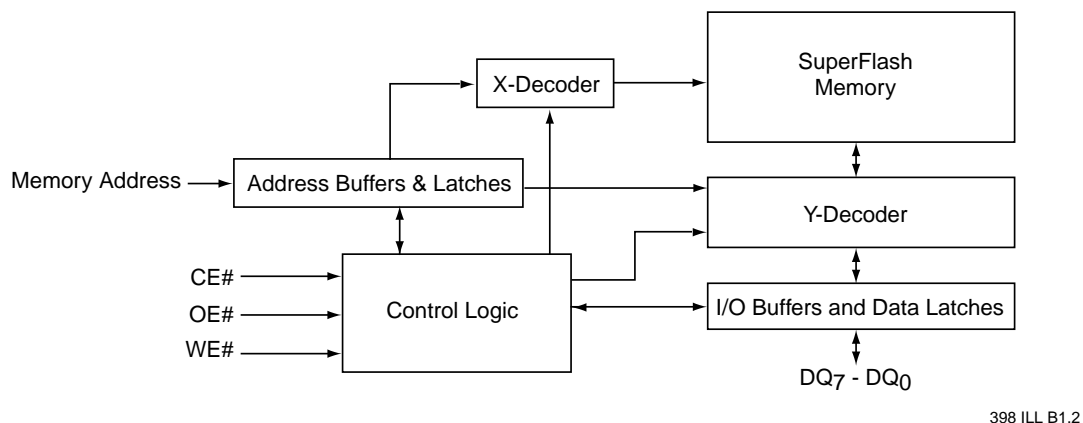 SuperFlash
Memory
X-Decoder
Memory Address
Address Buffers & Latches
Y-Decoder
CE#
OE#
WE#
Control Logic
I/O Buffers and Data Latches
DQ7 - DQ0
398 ILL B1.2